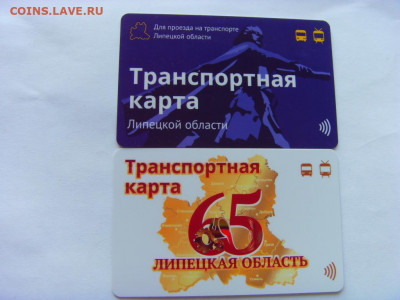 COINS.LAVE.RU
Для проезда на транспорте
Липецкой области
Транспортная
карта
Липецкой области
Транспортная
карта
65
ЛИПЕЦКАЯ ОБЛАСТЬ